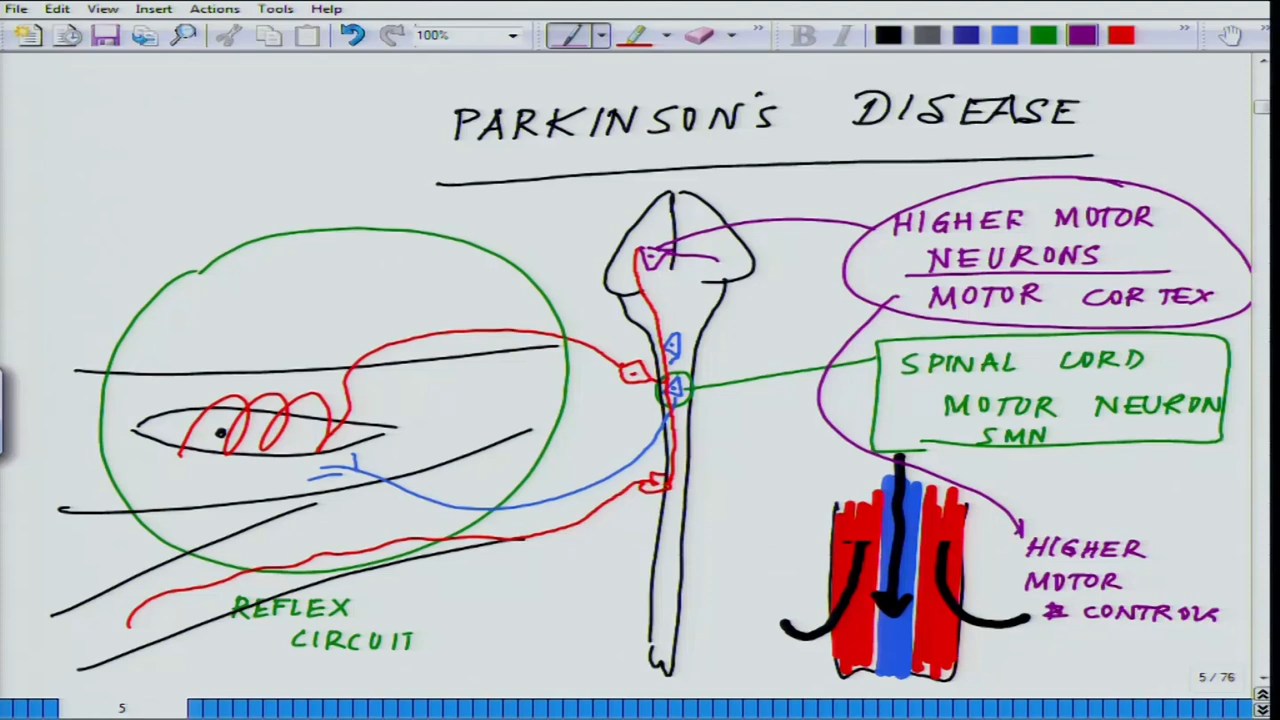 File Edit View Insert Actions Tools Help
100%
B I
PARKINSON'S DISEASE
HIGHER MOTOR
NEURONS
MOTOR CORTEX
SPINAL CORD
MOTOR NEURON
SMN
HIGHER
MOTOR
CONTROLS
REFLEX
CIRCUIT
5 / 76
5